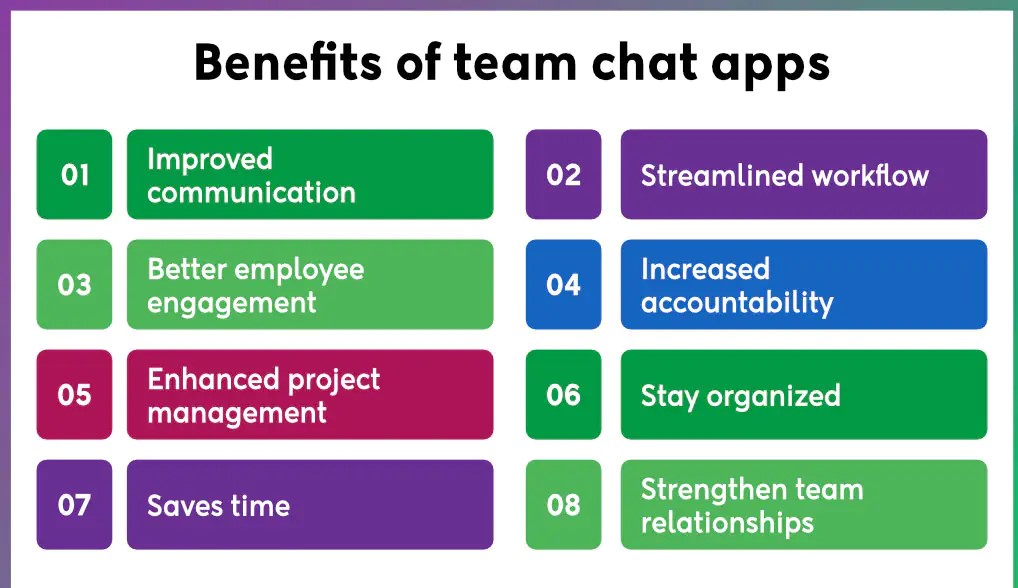 Benefits of team chat apps
01
Improved
communication
02
Streamlined workflow
03
Better employee
engagement
04
Increased
accountability
05
Enhanced project
management
06
Stay organized
07
Saves time
08
Strengthen team
relationships